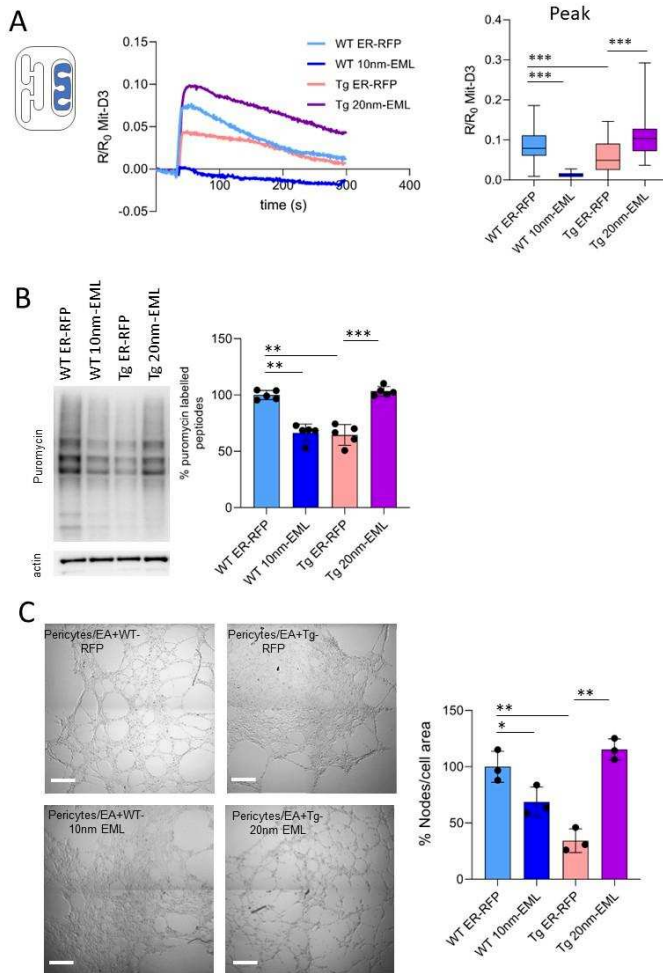 A
R/R0 Mit-D3
0.15
0.10
0.05
0.00
-0.05
100
200
300
400
time (s)
WT ER-RFP
WT 10nm-EML
Tg ER-RFP
Tg 20nm-EML
Peak
R/R0 Mit-D3
0.4
0.3
0.2
0.1
0.0
***
***
***
WT ER-RFP
WT 10nm-EML
Tg ER-RFP
Tg 20nm-EML
B
WT ER-RFP
WT 10nm-EML
Tg ER-RFP
Tg 20nm-EML
Puromycin
actin
% puromycin labelled
peptiodes
150
100
50
0
***
**
**
WT ER-RFP
WT 10nm-EML
Tg ER-RFP
Tg 20nm-EML
C
Pericytes/EA+WT-
RFP
Pericytes/EA+Tg-
RFP
Pericytes/EA+WT-
10nm EML
Pericytes/EA+Tg-
20nm EML
% Nodes/cell area
150
100
50
0
**
**
*
WT ER-RFP
WT 10nm-EML
Tg ER-RFP
Tg 20nm-EML